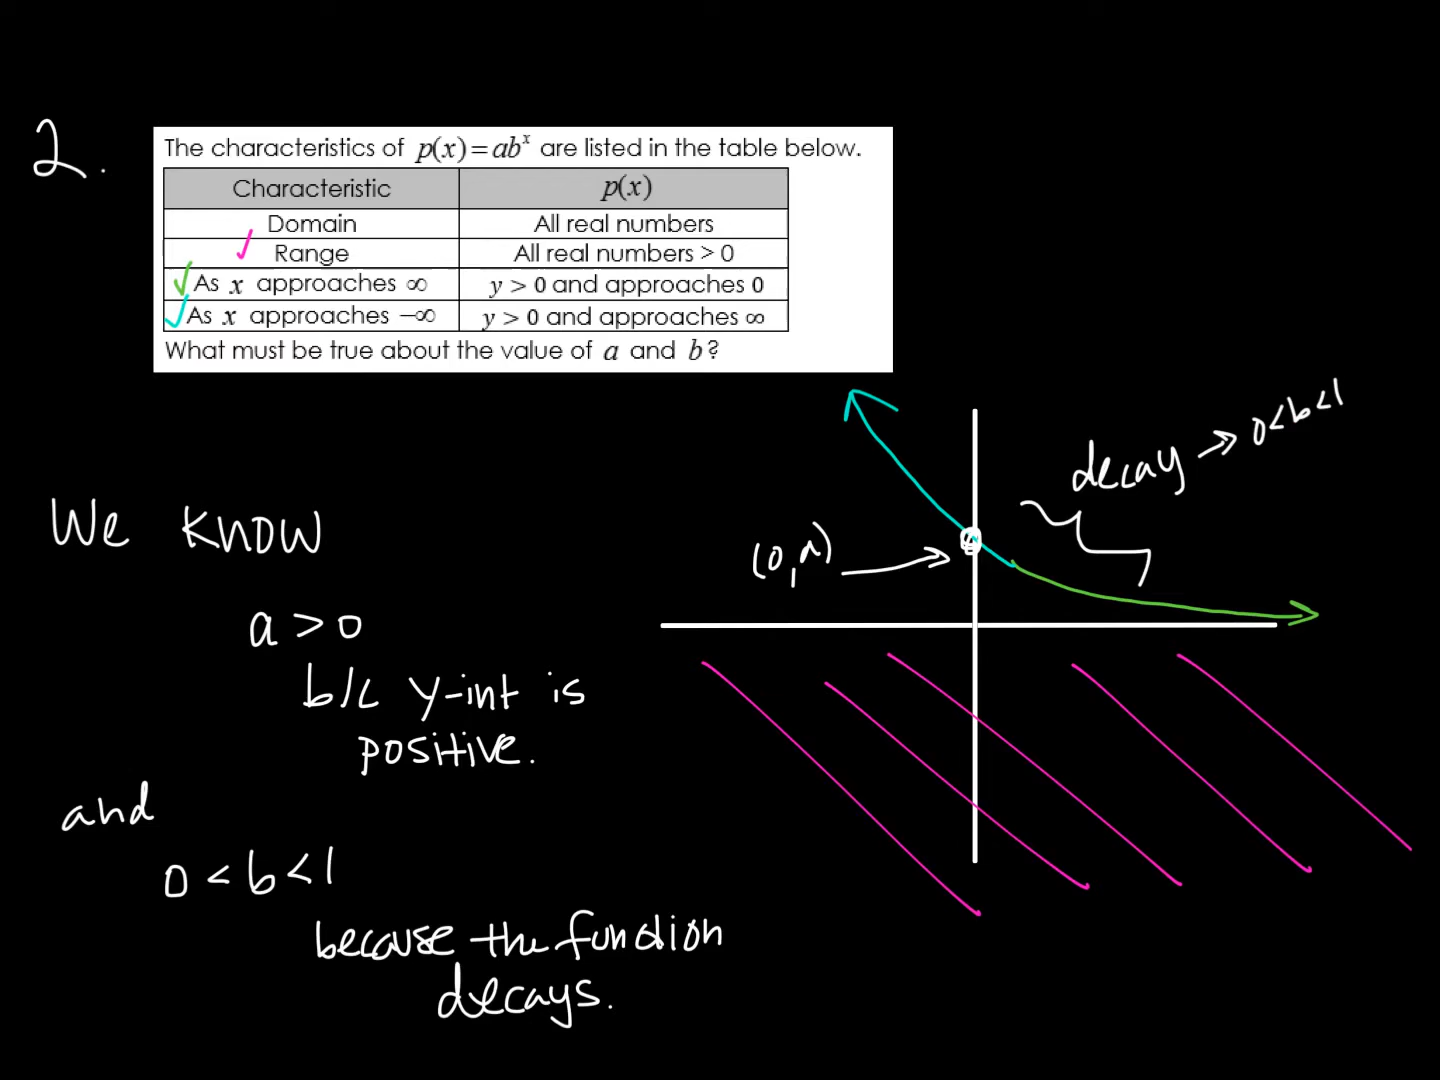 2.
The characteristics of p(x) = ab^x are listed in the table below.
Characteristic p(x)
Domain All real numbers
Range All real numbers > 0
As x approaches ∞ y > 0 and approaches 0
As x approaches −∞ y > 0 and approaches ∞
What must be true about the value of a and b?
decay → 0<b<1
(0,a)
We know
a > 0
b/c y-int is
positive.
and
0 < b < 1
because the function
decays.